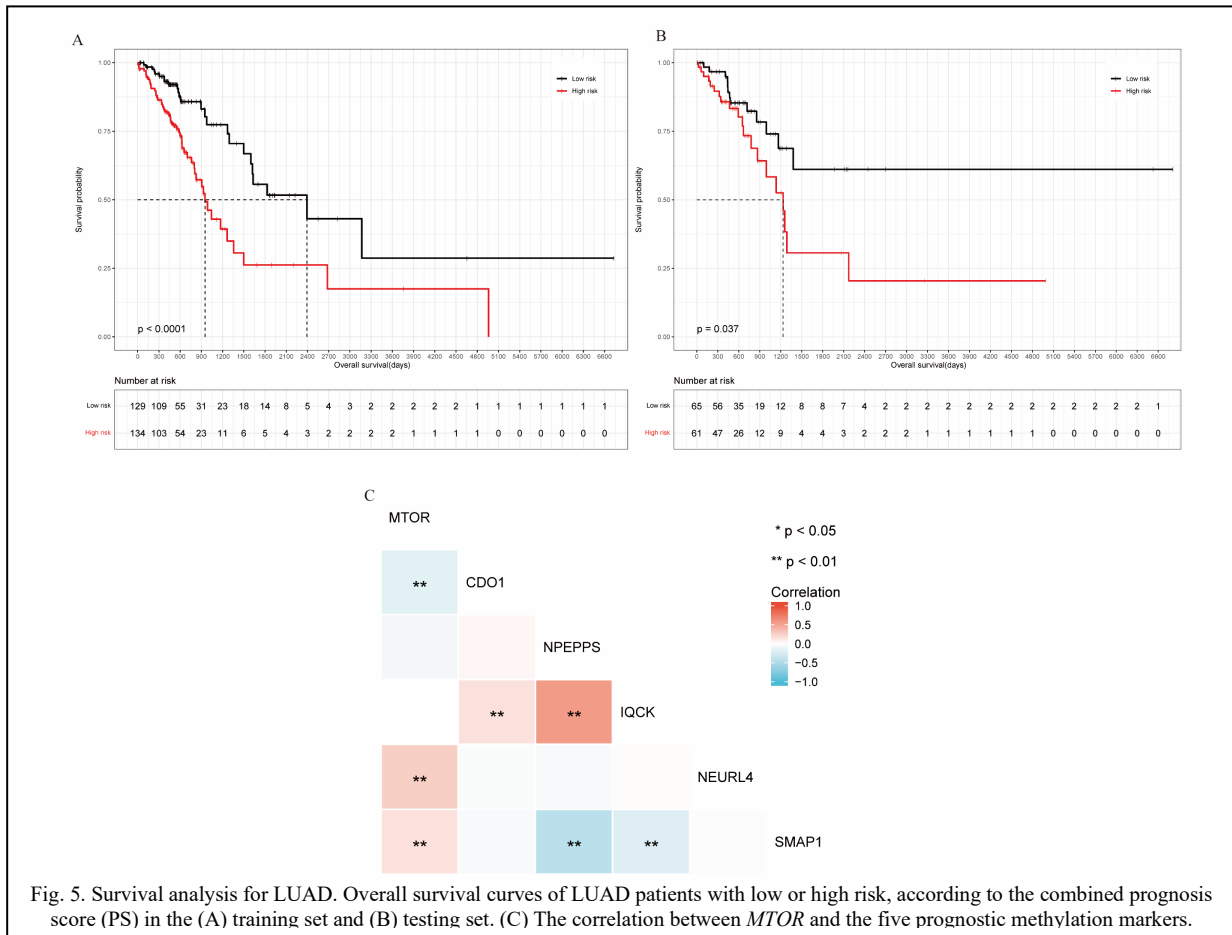 A
1.00
0.75
0.50
0.25
0.00
Survival probability
Low risk
High risk
p < 0.0001
0 300 600 900 1200 1500 1800 2100 2400 2700 3000 3300 3600 3900 4200 4500 4800 5100 5400 5700 6000 6300 6600
Overall survival(days)
Number at risk
Low risk 129 109 55 31 23 18 14 8 5 4 3 2 2 2 2 2 1 1 1 1 1 1 1
High risk 134 103 54 23 11 6 5 4 3 2 2 2 2 1 1 1 1 0 0 0 0 0 0
B
1.00
0.75
0.50
0.25
0.00
Survival probability
Low risk
High risk
p = 0.037
0 300 600 900 1200 1500 1800 2100 2400 2700 3000 3300 3600 3900 4200 4500 4800 5100 5400 5700 6000 6300 6600
Overall survival(days)
Number at risk
Low risk 65 56 35 19 12 8 8 7 4 2 2 2 2 2 2 2 2 2 2 2 2 2 1
High risk 61 47 26 12 9 4 4 3 2 2 2 1 1 1 1 1 1 0 0 0 0 0 0
C
MTOR
** CDO1
NPEPPS
** ** IQCK
** NEURL4
** ** ** SMAP1
* p < 0.05
** p < 0.01
Correlation
1.0
0.5
0.0
−0.5
−1.0
Fig. 5. Survival analysis for LUAD. Overall survival curves of LUAD patients with low or high risk, according to the combined prognosis
score (PS) in the (A) training set and (B) testing set. (C) The correlation between MTOR and the five prognostic methylation markers.